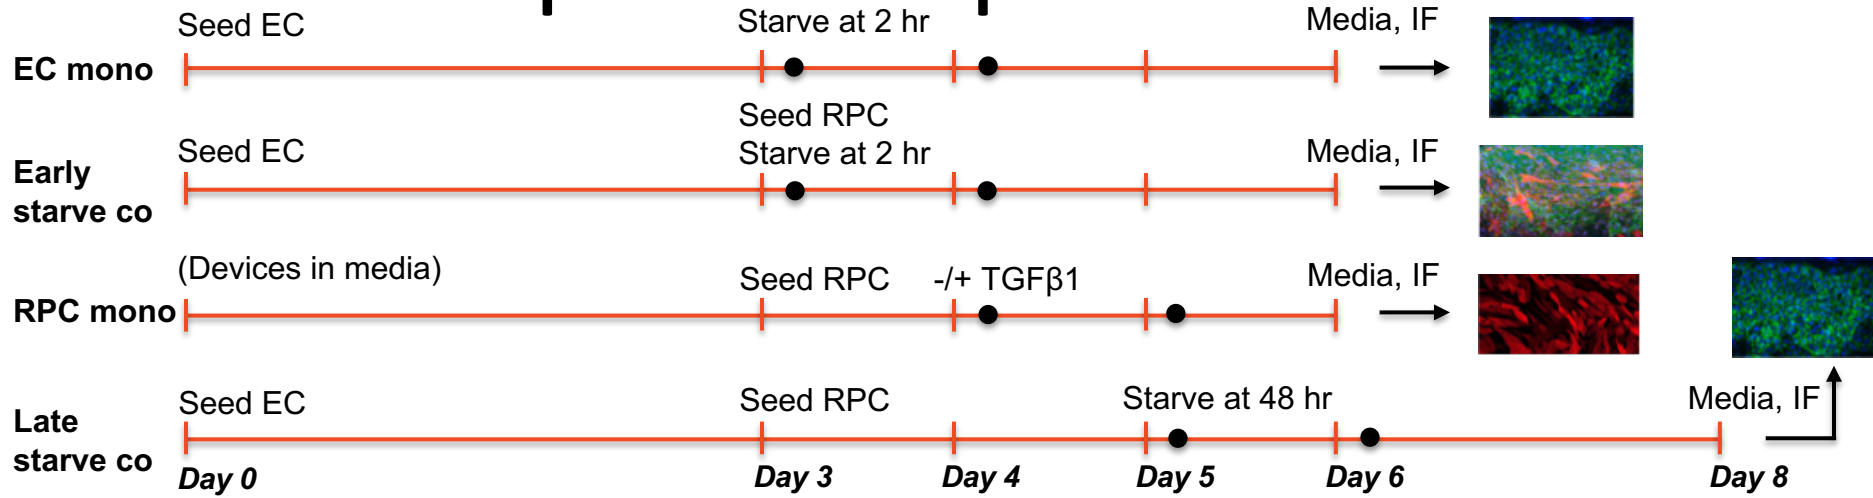 Seed EC
Starve at 2 hr
Media, IF
EC mono
Seed RPC
Seed EC
Starve at 2 hr
Media, IF
Early
starve co
(Devices in media)
Seed RPC
-/+ TGFβ1
Media, IF
RPC mono
Seed EC
Seed RPC
Starve at 48 hr
Media, IF
Late
starve co
Day 0
Day 3
Day 4
Day 5
Day 6
Day 8